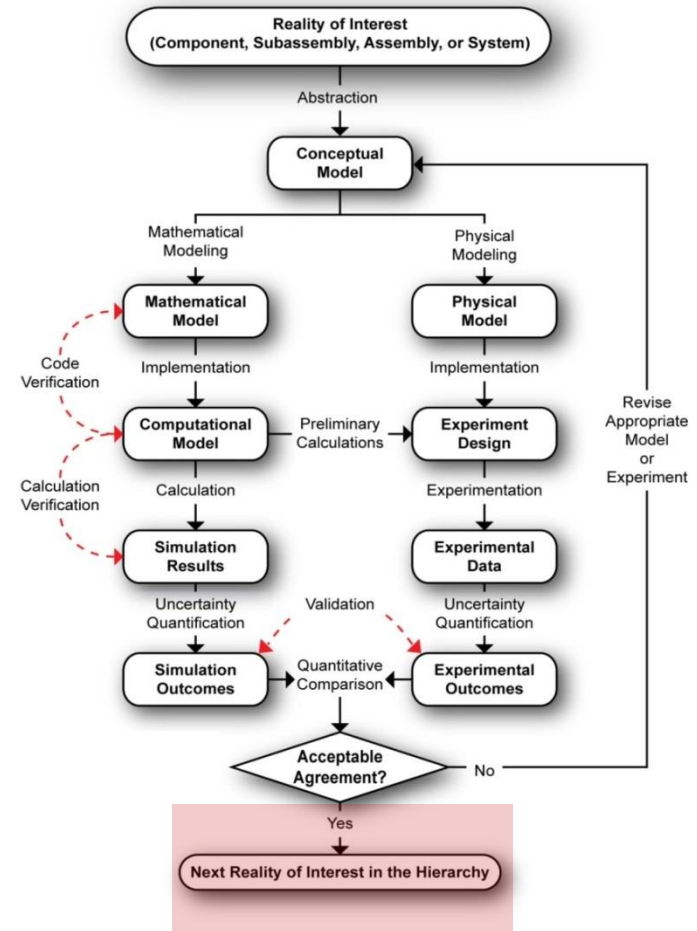 Reality of Interest
(Component, Subassembly, Assembly, or System)
Abstraction
Conceptual
Model
Mathematical
Modeling
Physical
Modeling
Mathematical
Model
Physical
Model
Code
Verification
Implementation
Implementation
Computational
Model
Preliminary
Calculations
Experiment
Design
Revise
Appropriate
Model
or
Experiment
Calculation
Verification
Calculation
Experimentation
Simulation
Results
Experimental
Data
Uncertainty
Quantification
Validation
Uncertainty
Quantification
Simulation
Outcomes
Quantitative
Comparison
Experimental
Outcomes
Acceptable
Agreement?
No
Yes
Next Reality of Interest in the Hierarchy